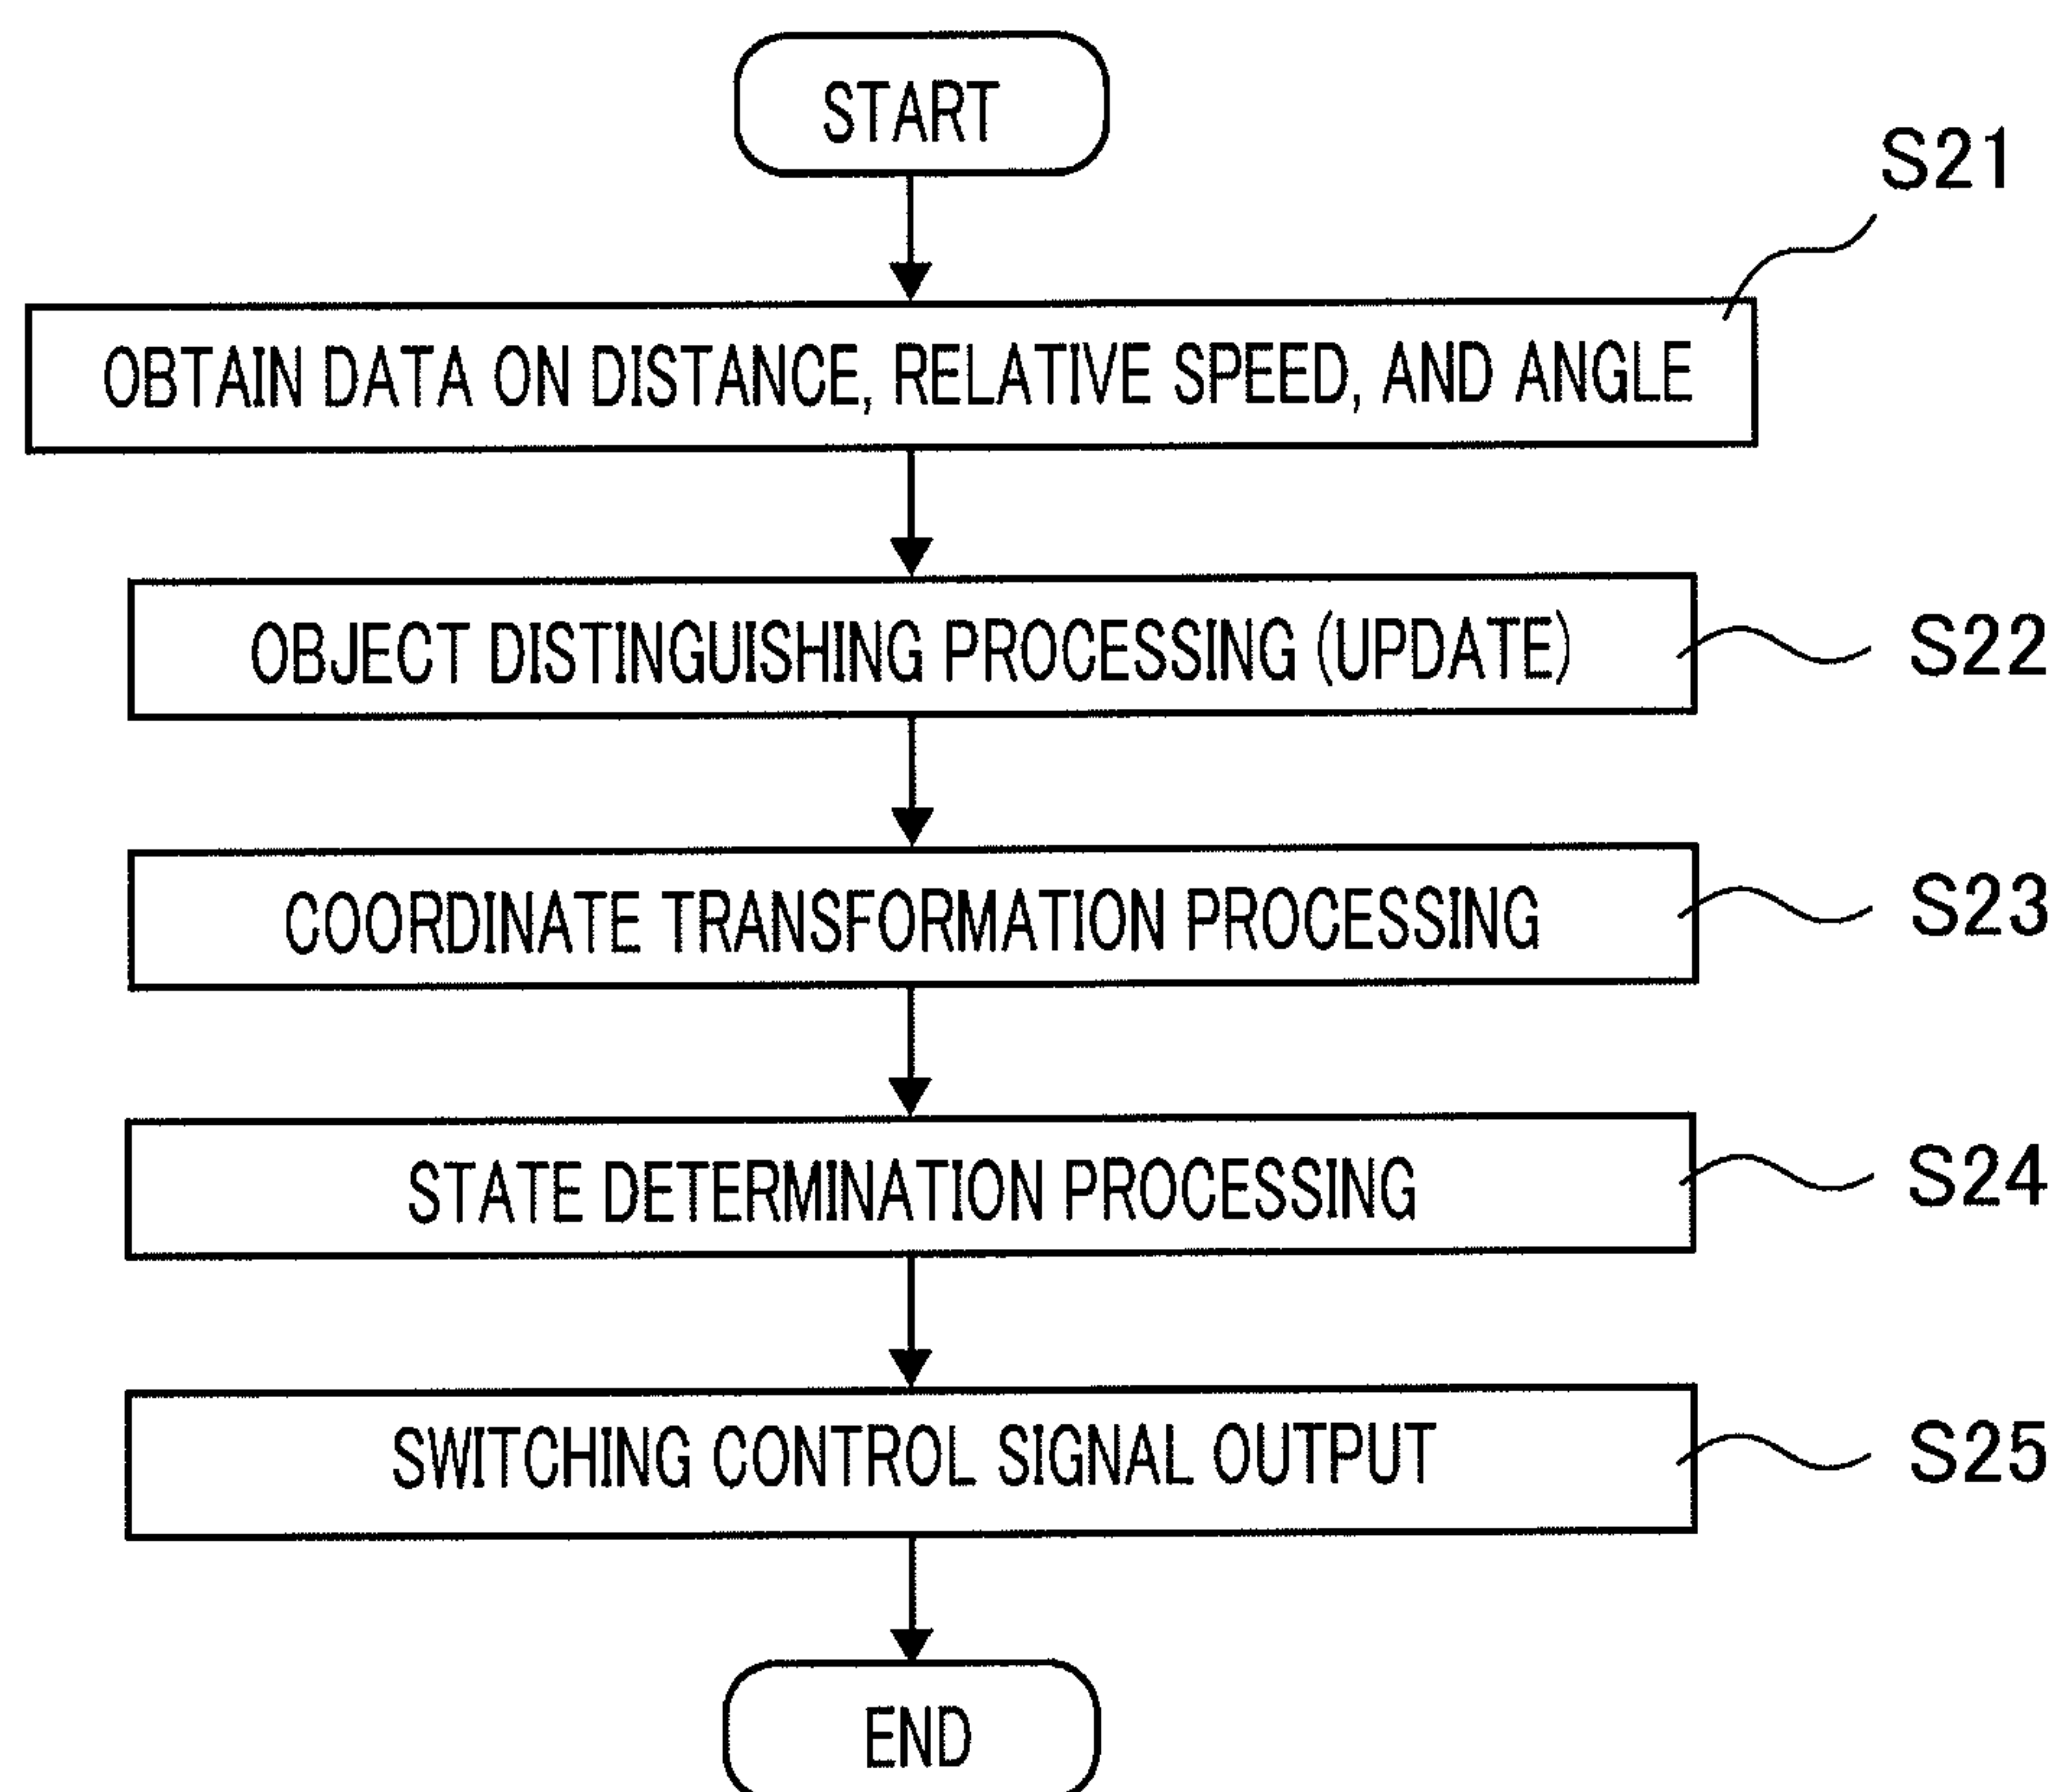 START
S21
OBTAIN DATA ON DISTANCE, RELATIVE SPEED, AND ANGLE
OBJECT DISTINGUISHING PROCESSING (UPDATE)
S22
COORDINATE TRANSFORMATION PROCESSING
S23
STATE DETERMINATION PROCESSING
S24
SWITCHING CONTROL SIGNAL OUTPUT
S25
END